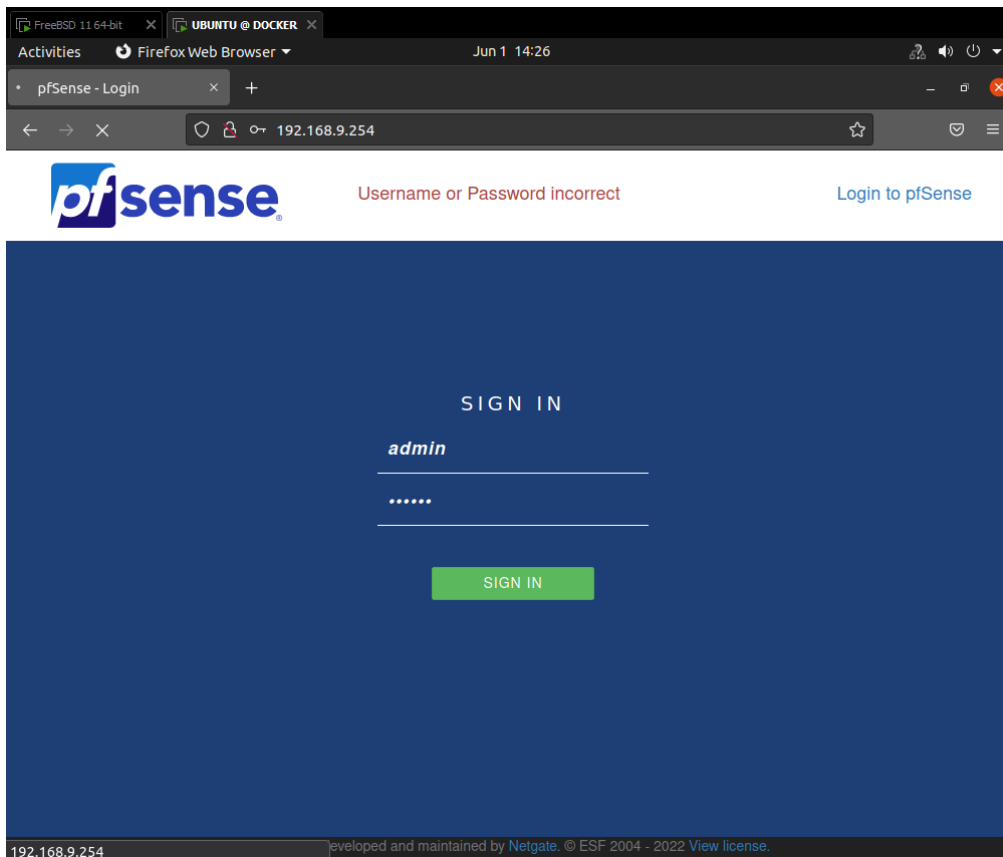 FreeBSD 11 64-bit UBUNTU @ DOCKER
Activities Firefox Web Browser Jun 1 14:26
pfSense - Login
192.168.9.254
pfsense® Username or Password incorrect Login to pfSense
SIGN IN
admin
••••••
SIGN IN
192.168.9.254 eveloped and maintained by Netgate. © ESF 2004 - 2022 View license.